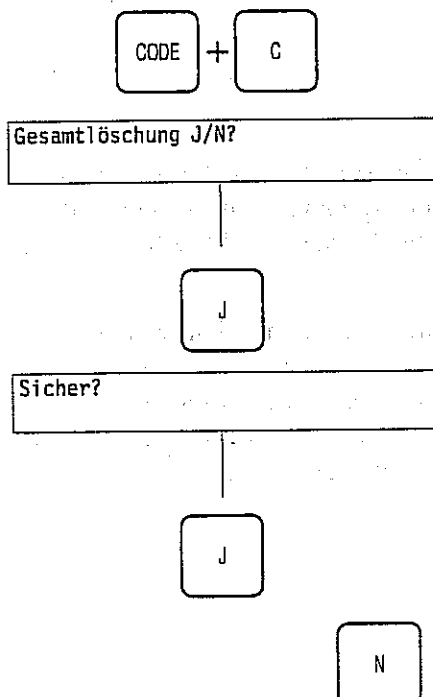 CODE + C
Gesamtlöschung J/N?
J
Sicher?
J
N